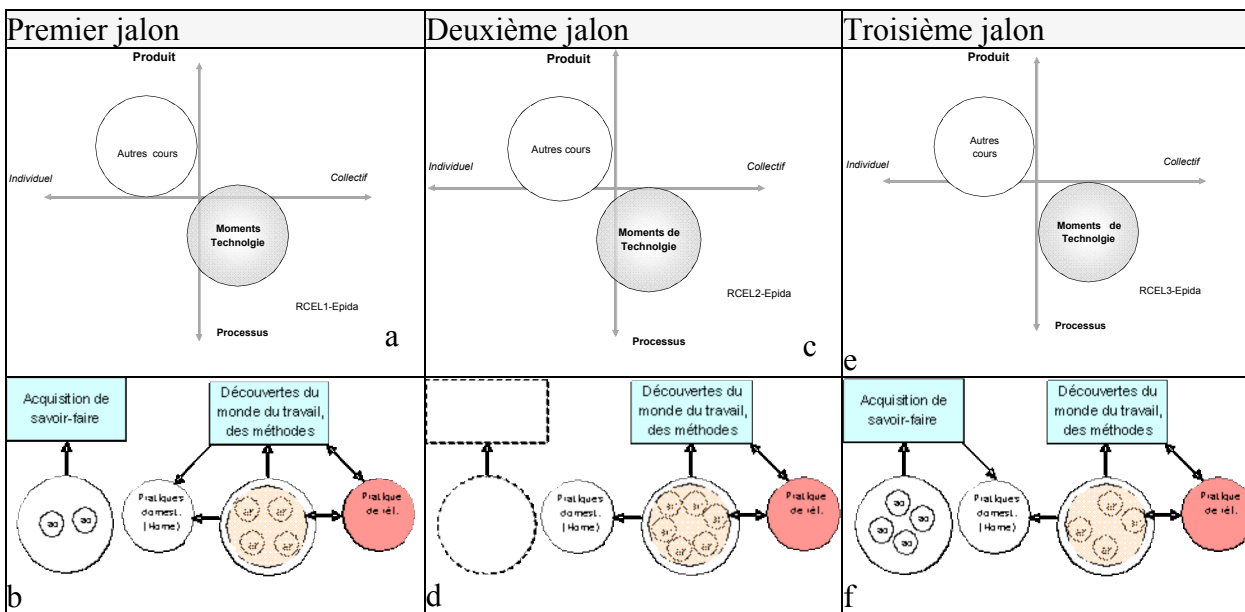 Premier jalon
Deuxième jalon
Troisième jalon
Produit
Autres cours
Individuel
Collectif
Moments
Technolgie
RCEL1-Epida
Processus
a
Produit
Autres cours
Individuel
Collectif
Moments de
Technolgie
RCEL2-Epida
Processus
c
Produit
Autres
cours
Individuel
Collectif
Moments de
Technolgie
RCEL3-Epida
Processus
e
Acquisition de
savoir-faire
Découvertes du
monde du travail,
des méthodes
Pratiques
domest.
(Home)
Pratique
de réf.
b
Découvertes du
monde du travail,
des méthodes
Pratiques
domest.
(Home)
Pratique
de réf.
d
Acquisition de
savoir-faire
Découvertes du
monde du travail,
des méthodes
Pratiques
domest.
(Home)
Pratique
de réf.
f